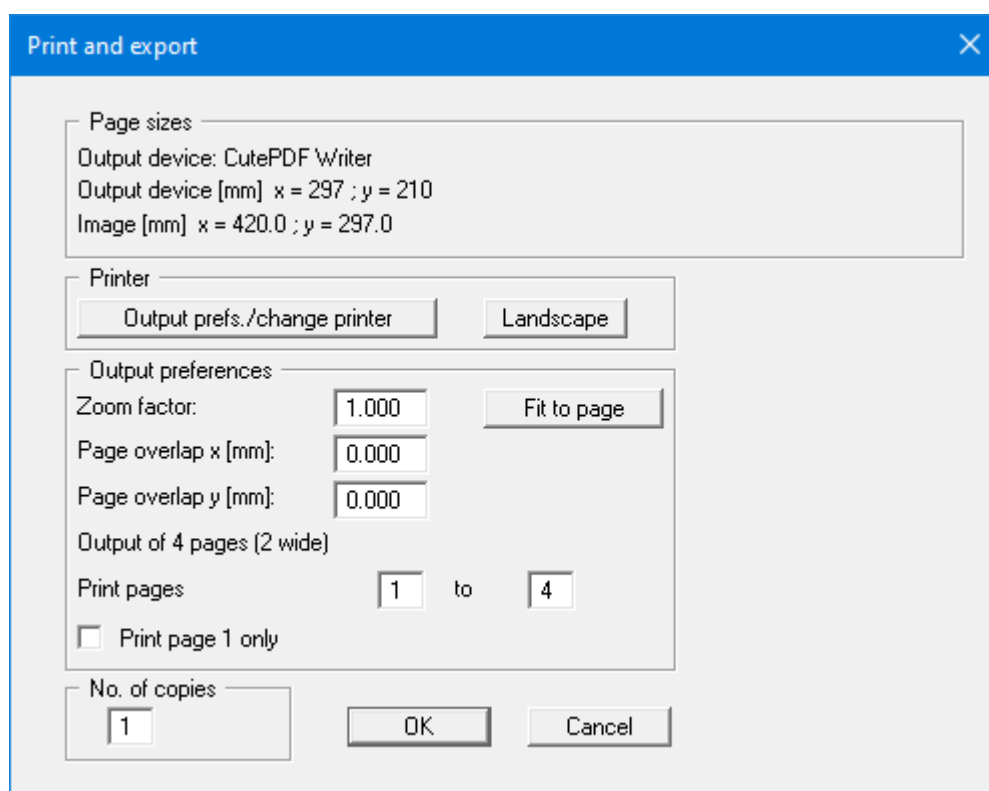 Print and export
Page sizes
Output device: CutePDF Writer
Output device [mm]  x = 297 ; y = 210
Image [mm]  x = 420.0 ; y = 297.0
Printer
Output prefs./change printer
Landscape
Output preferences
Zoom factor: 1.000 Fit to page
Page overlap x [mm]: 0.000
Page overlap y [mm]: 0.000
Output of 4 pages (2 wide)
Print pages 1 to 4
Print page 1 only
No. of copies
1
OK
Cancel